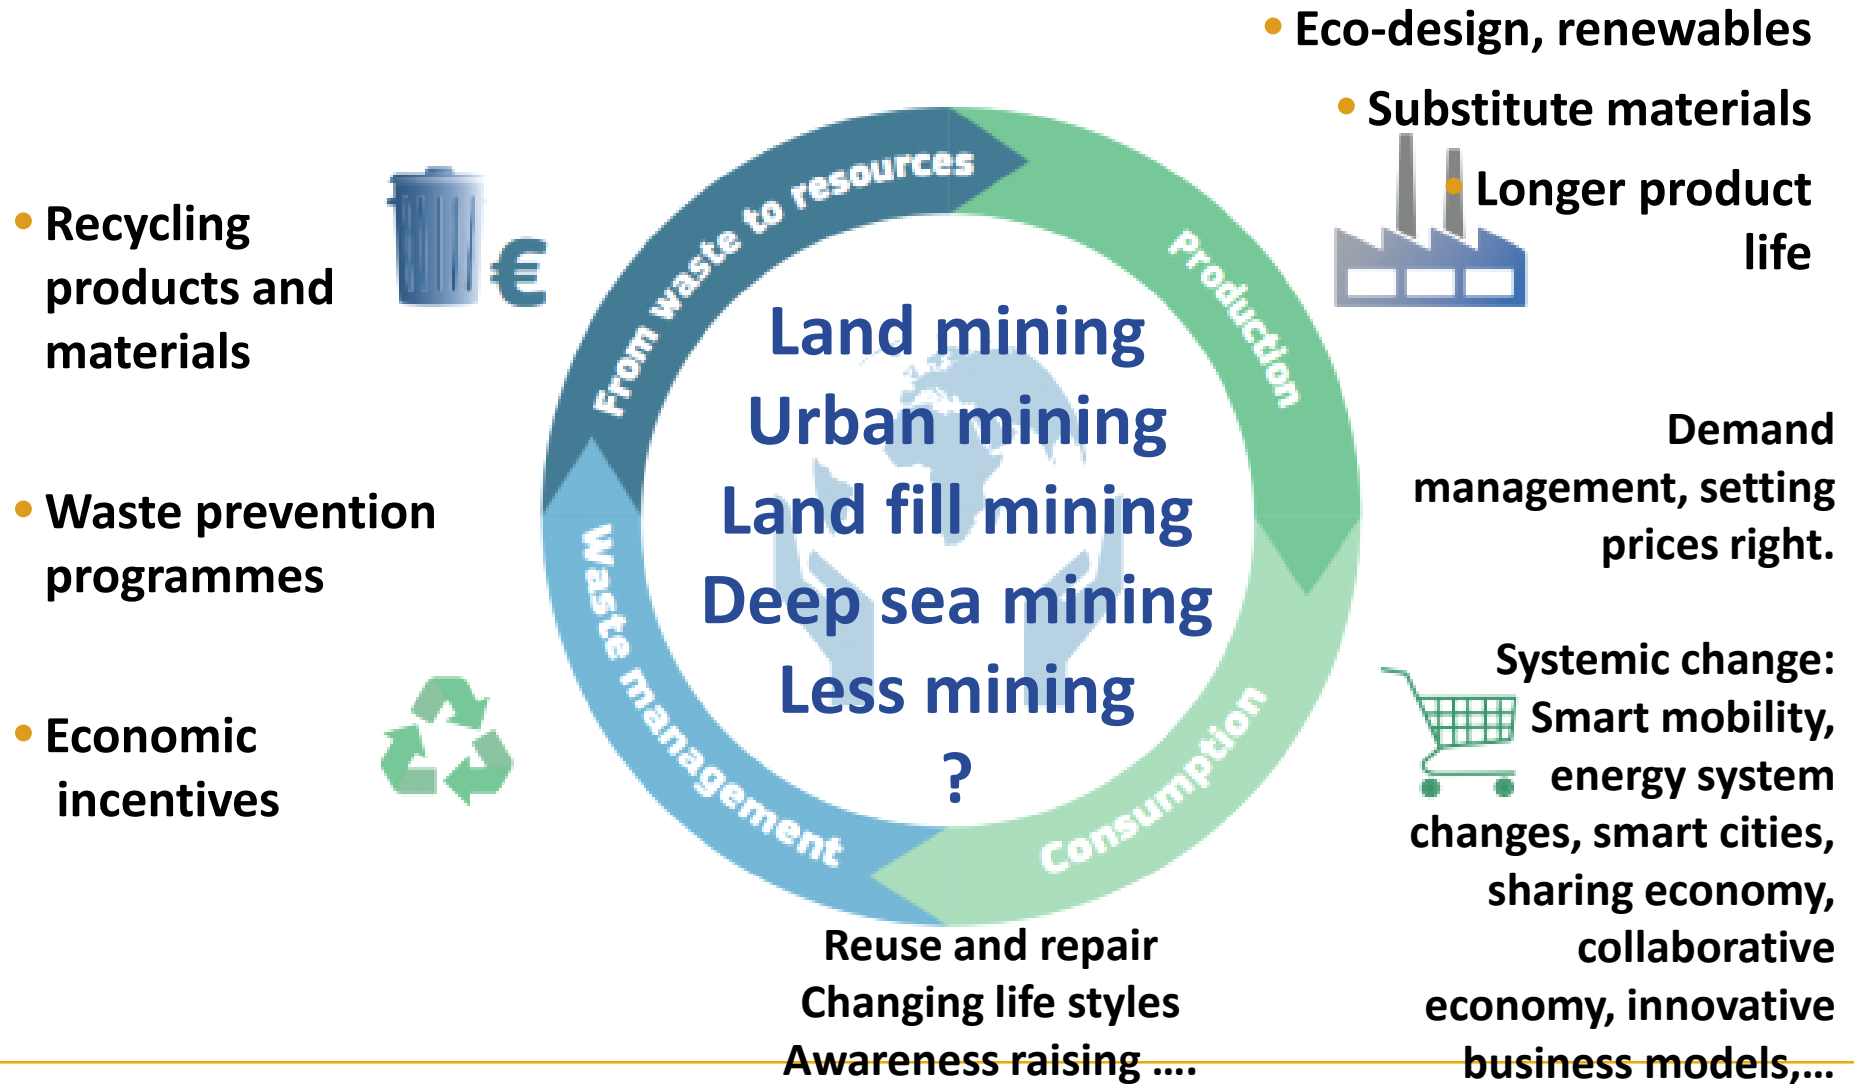 • Eco-design, renewables
• Substitute materials
• Longer product
life
• Recycling
products and
materials
€
• Waste prevention
programmes
• Economic
incentives
From waste to resources
Production
Consumption
Waste management
Land mining
Urban mining
Land fill mining
Deep sea mining
Less mining
?
Demand
management, setting
prices right.
Systemic change:
Smart mobility,
energy system
changes, smart cities,
sharing economy,
collaborative
economy, innovative
business models,...
Reuse and repair
Changing life styles
Awareness raising ....